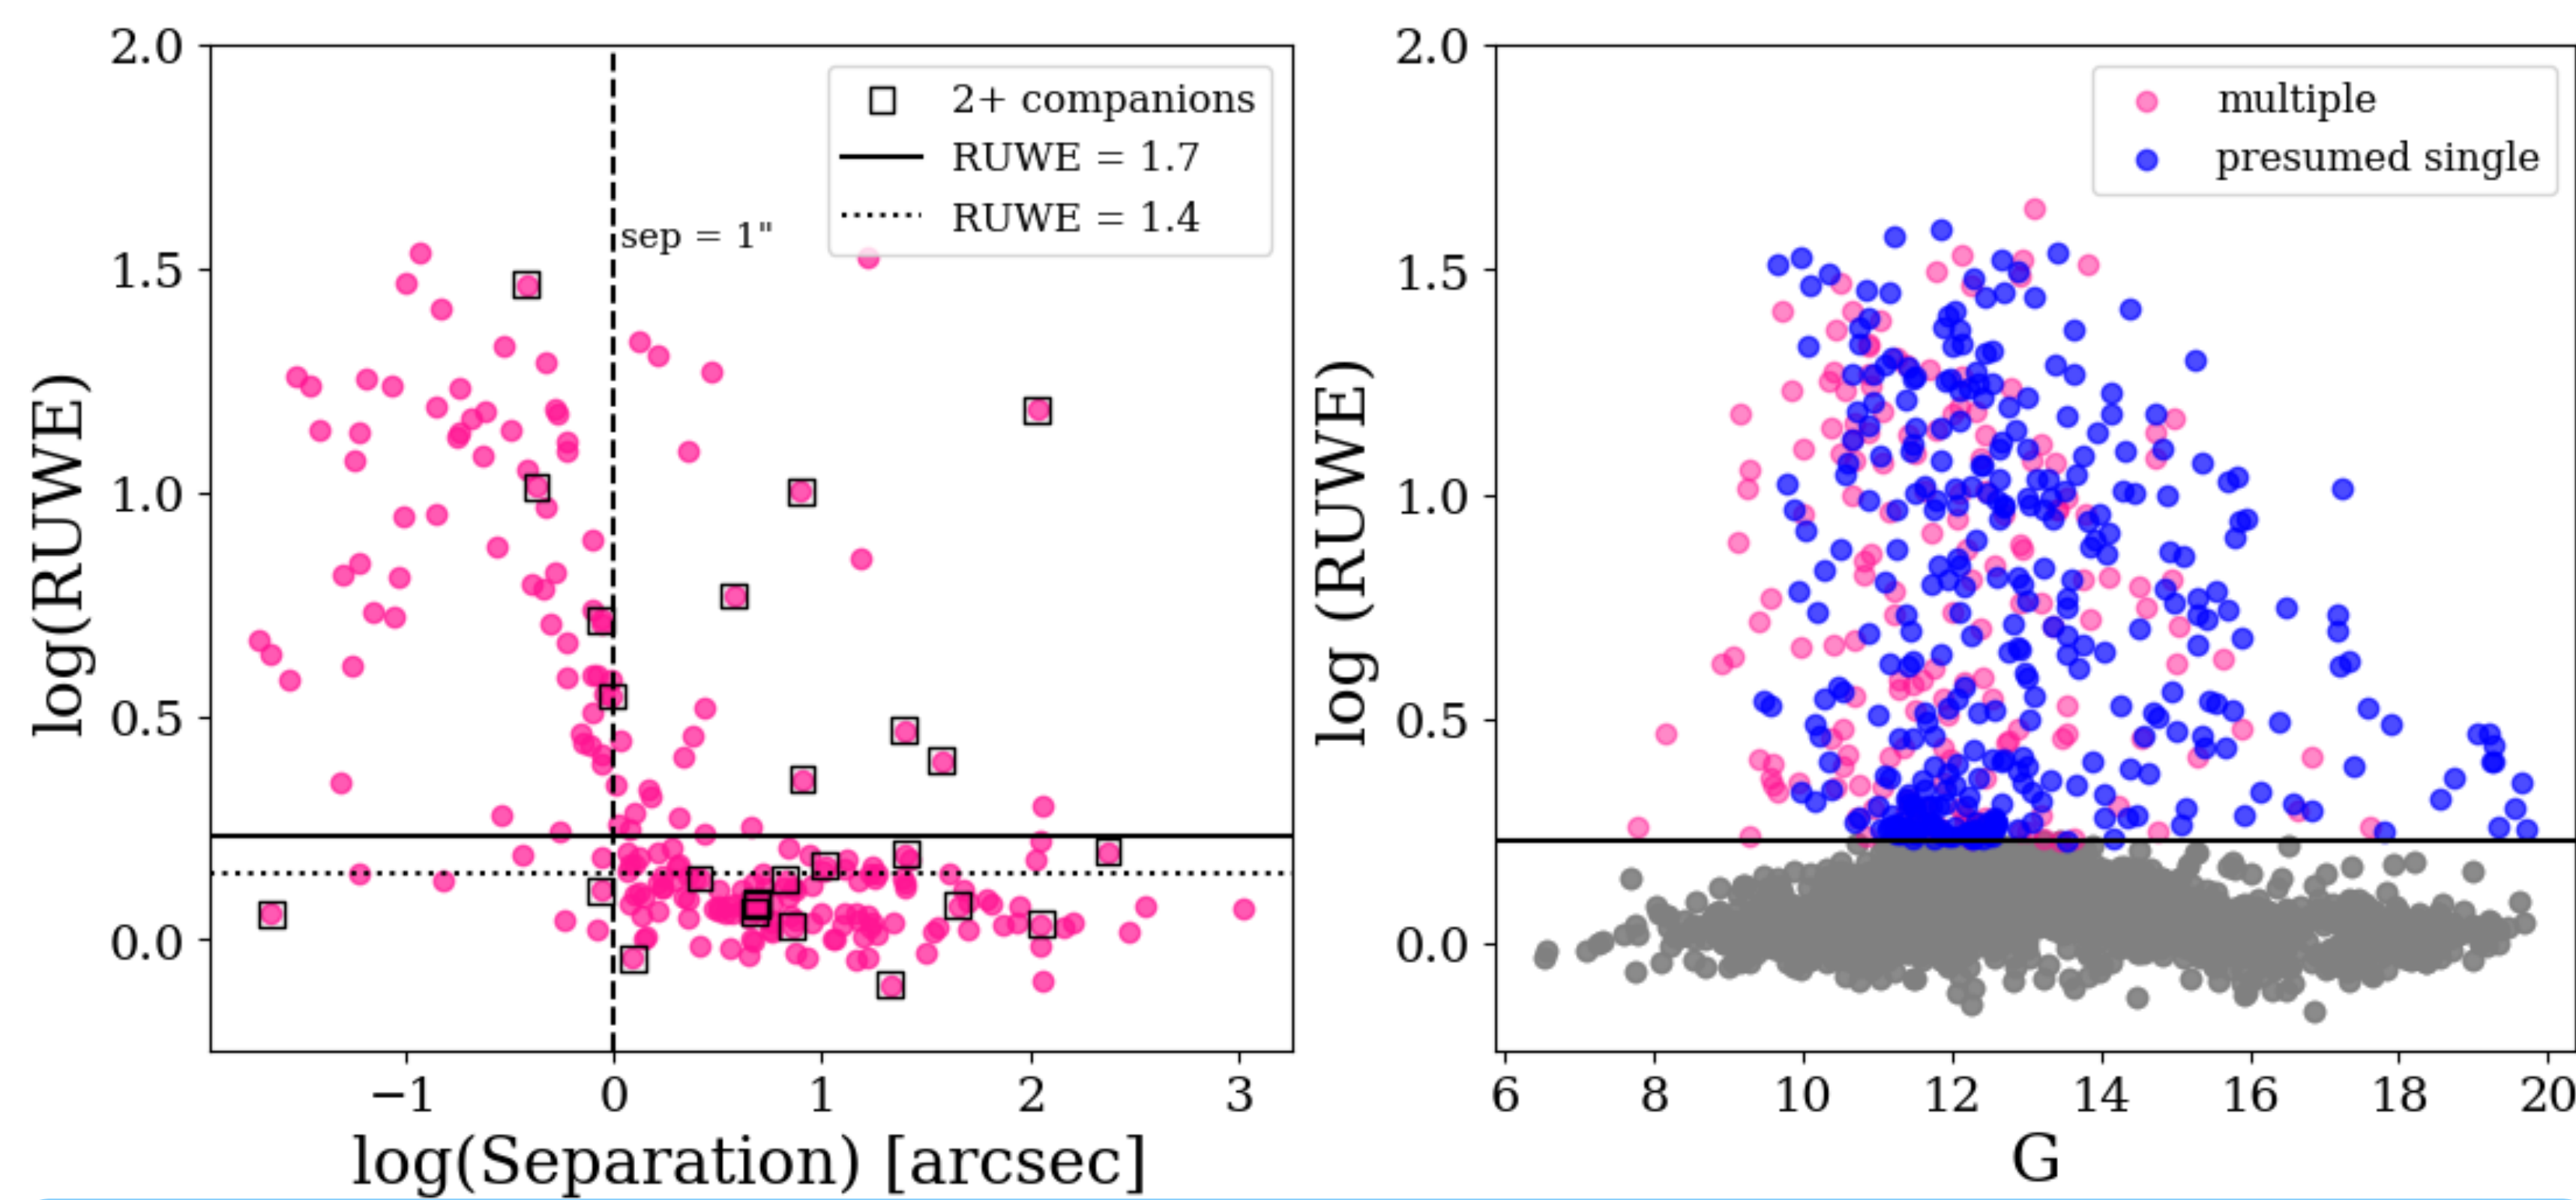 2.0
1.5
1.0
0.5
0.0
log(RUWE)
2+ companions
RUWE = 1.7
RUWE = 1.4
sep = 1"
−1 0 1 2 3
log(Separation) [arcsec]
2.0
1.5
1.0
0.5
0.0
log (RUWE)
multiple
presumed single
6 8 10 12 14 16 18 20
G